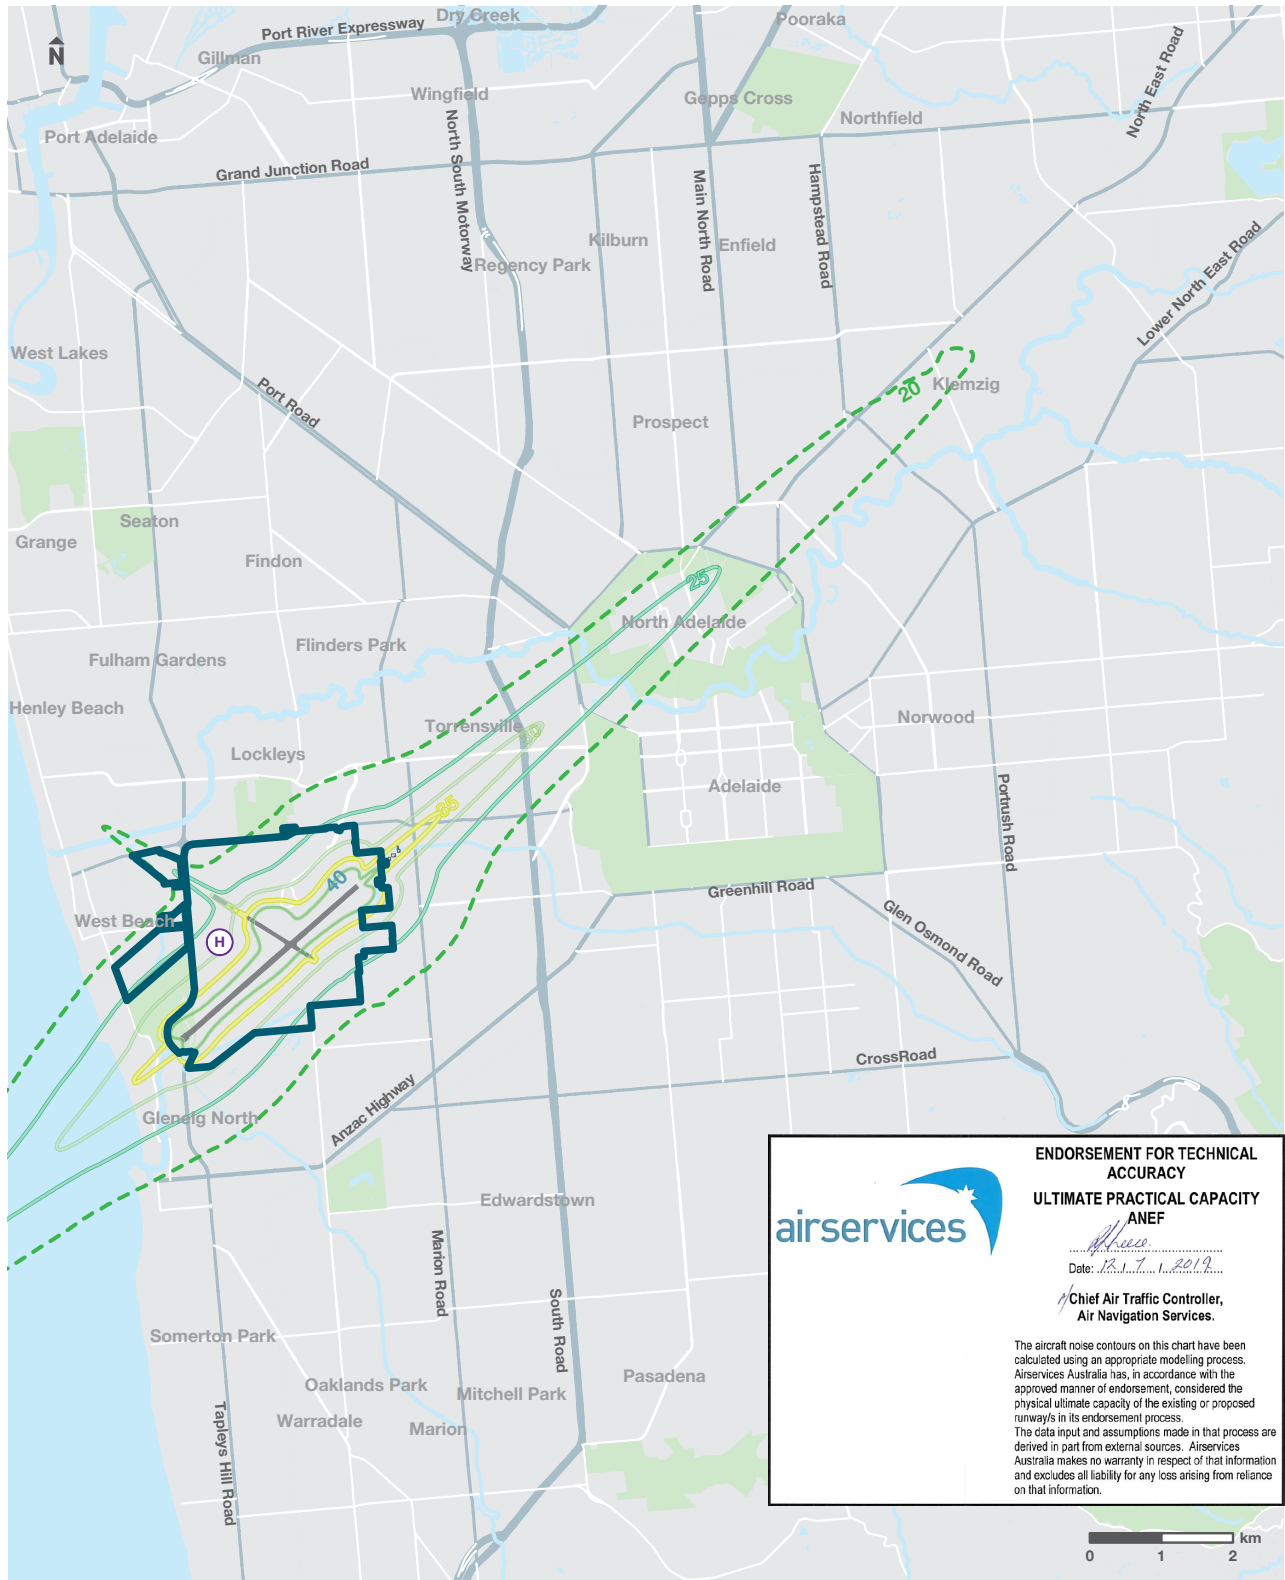 Dry Creek
Pooraka
Port River Expressway
Gillman
North East Road
Wingfield
Gepps Cross
Northfield
N
Port Adelaide
Grand Junction Road
North South Motorway
Main North Road
Hampstead Road
Kilburn
Enfield
Regency Park
Lower North East Road
West Lakes
Port Road
20
Klemzig
Prospect
Seaton
Grange
Findon
25
North Adelaide
Flinders Park
Fulham Gardens
Henley Beach
Torrensville
30
Norwood
Lockleys
Adelaide
35
Portrush Road
40
Greenhill Road
West Beach
H
Glen Osmond Road
CrossRoad
Anzac Highway
Glenelg North
Edwardstown
Marion Road
South Road
Somerton Park
Oaklands Park
Mitchell Park
Pasadena
Warradale
Marion
Tapleys Hill Road
airservices
ENDORSEMENT FOR TECHNICAL
ACCURACY
ULTIMATE PRACTICAL CAPACITY
ANEF
Date: 12 / 7 / 2019
Chief Air Traffic Controller,
Air Navigation Services.
The aircraft noise contours on this chart have been
calculated using an appropriate modelling process.
Airservices Australia has, in accordance with the
approved manner of endorsement, considered the
physical ultimate capacity of the existing or proposed
runway/s in its endorsement process.
The data input and assumptions made in that process are
derived in part from external sources. Airservices
Australia makes no warranty in respect of that information
and excludes all liability for any loss arising from reliance
on that information.
km
0 1 2